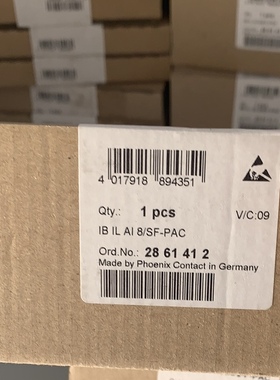 4 017918 894351
Qty.: 1 pcs V/C:09
IB IL AI 8/SF-PAC
Ord.No.: 28 61 41 2
Made by Phoenix Contact in Germany